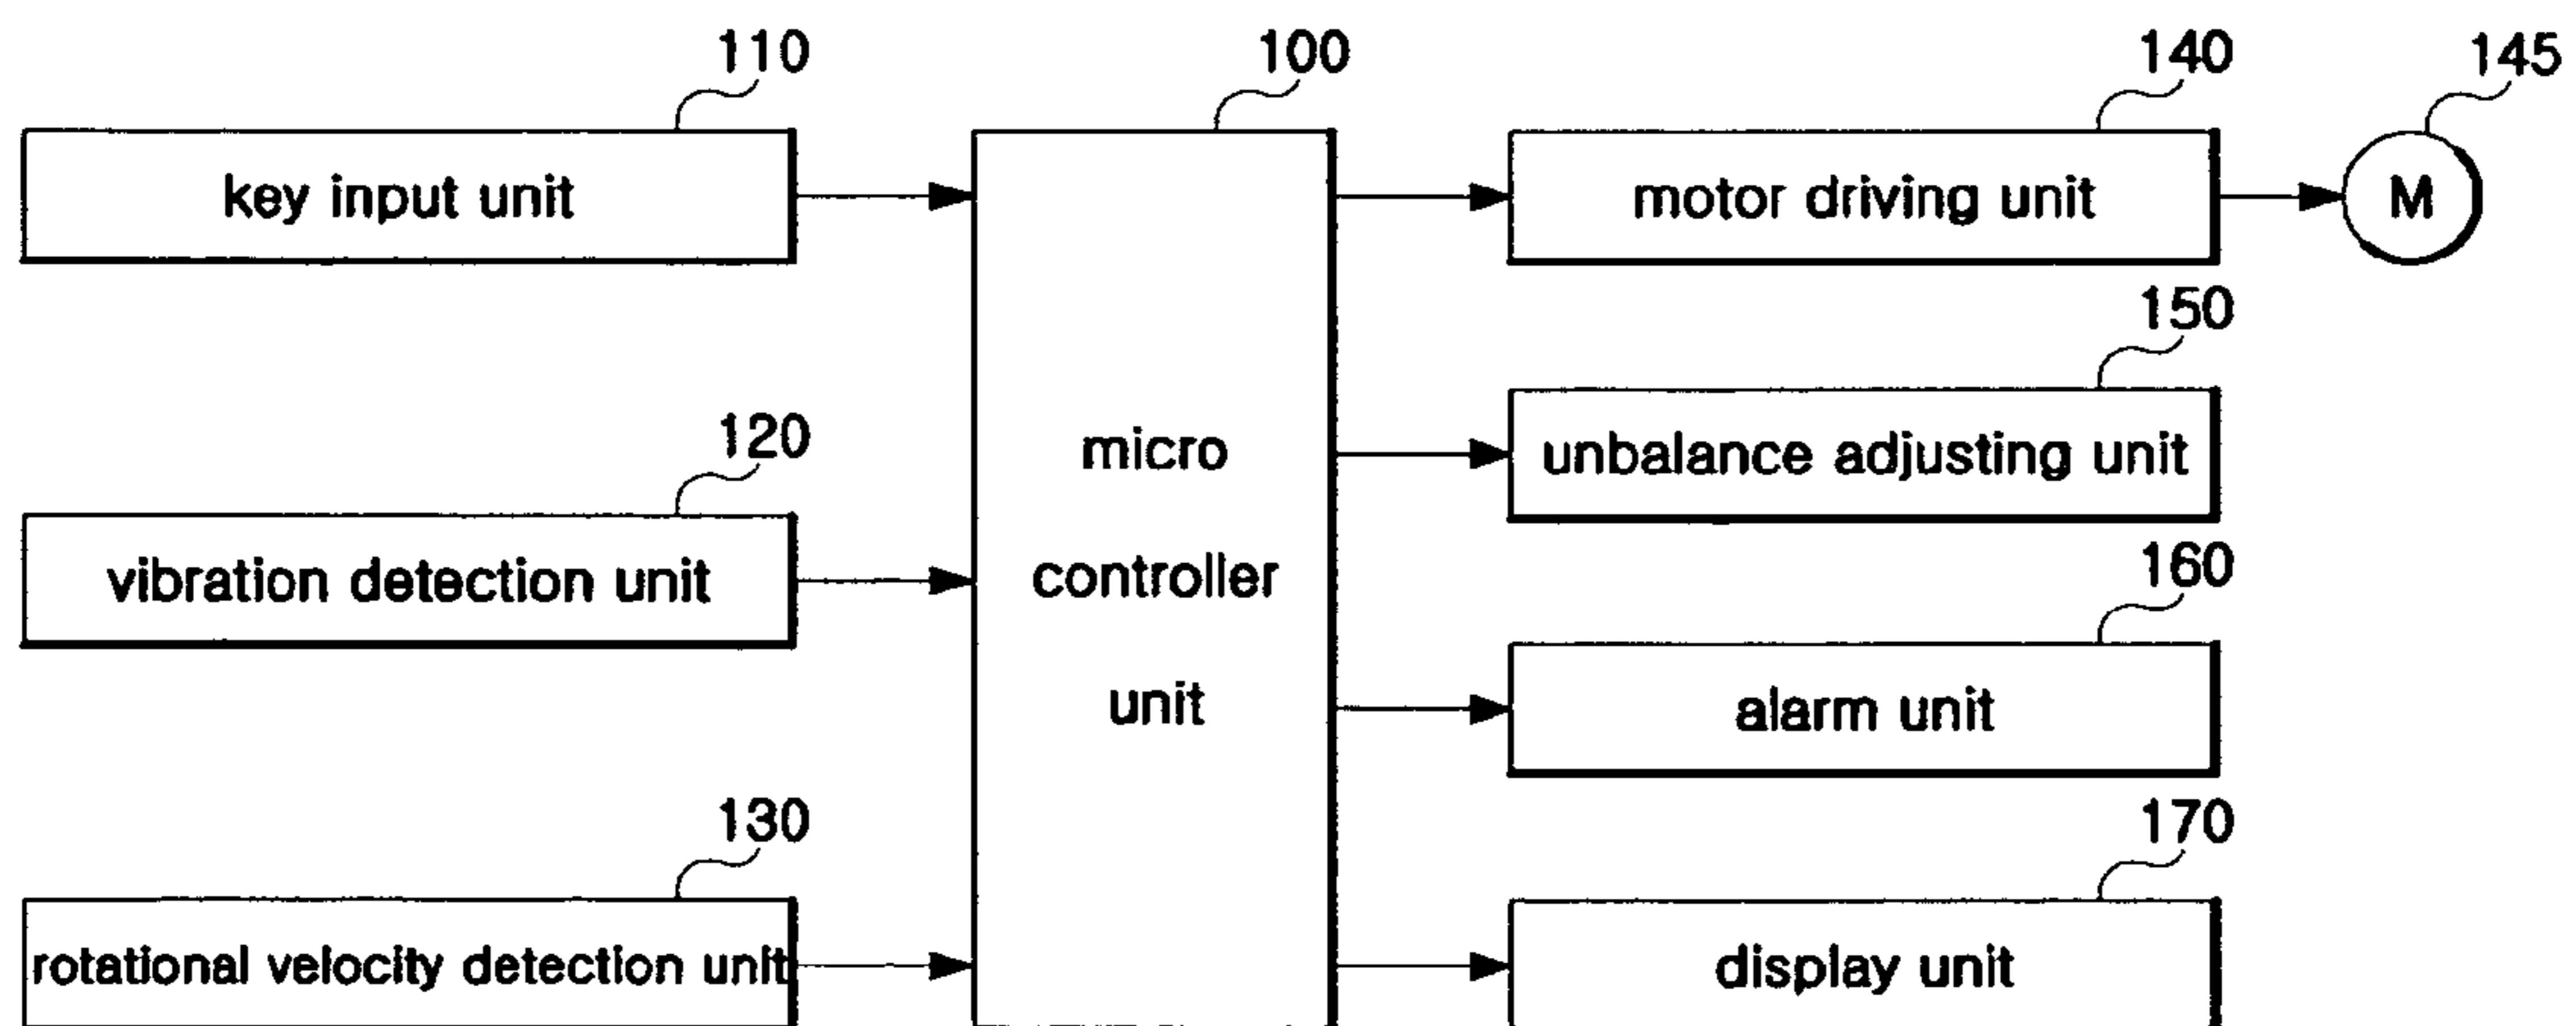 110
100
140
145
key input unit
motor driving unit
M
150
120
micro
unbalance adjusting unit
160
vibration detection unit
controller
unit
alarm unit
130
170
rotational velocity detection unit
display unit